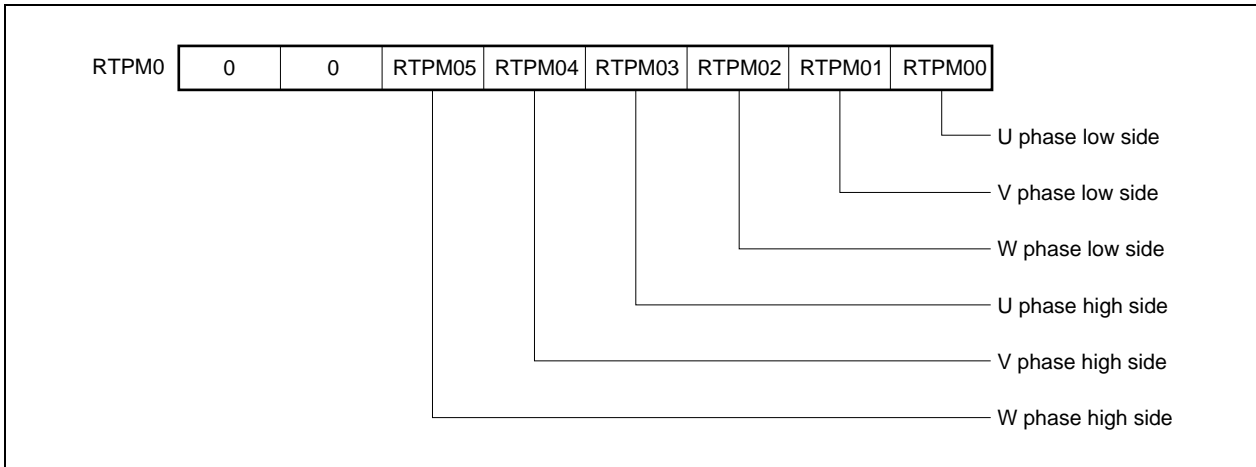 RTPM0 0 0 RTPM05 RTPM04 RTPM03 RTPM02 RTPM01 RTPM00
U phase low side
V phase low side
W phase low side
U phase high side
V phase high side
W phase high side